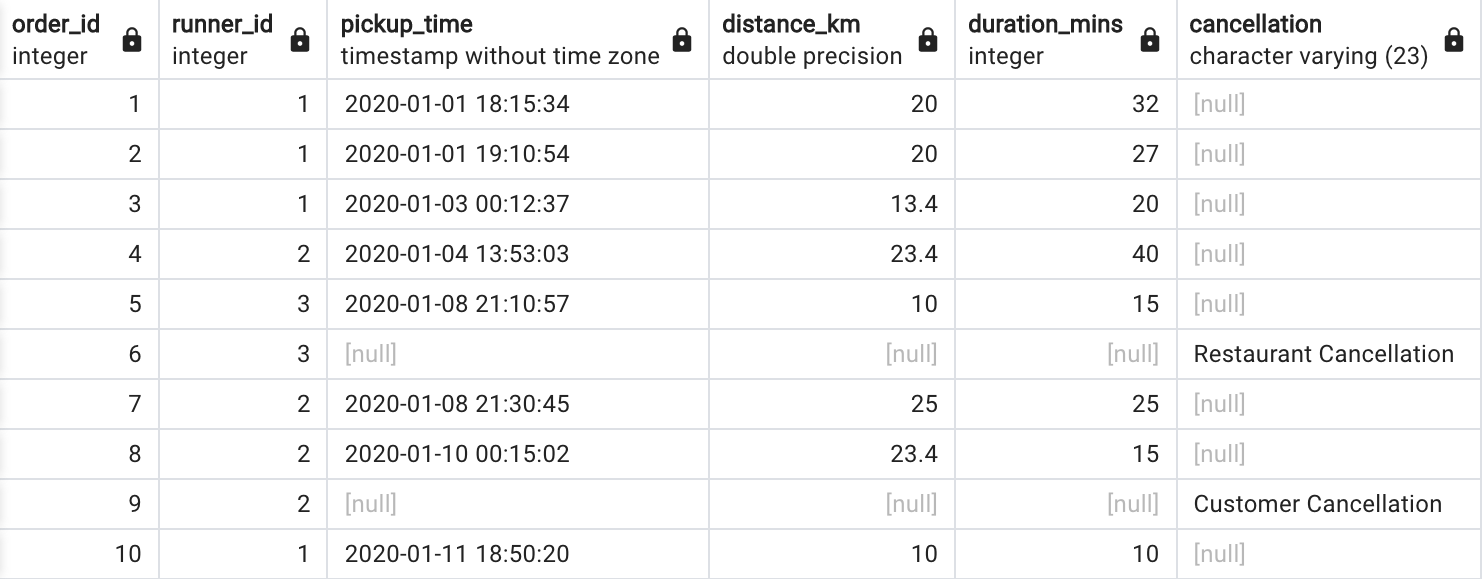 order_id runner_id pickup_time distance_km duration_mins cancellation
integer integer timestamp without time zone double precision integer character varying (23)
1 1 2020-01-01 18:15:34 20 32 [null]
2 1 2020-01-01 19:10:54 20 27 [null]
3 1 2020-01-03 00:12:37 13.4 20 [null]
4 2 2020-01-04 13:53:03 23.4 40 [null]
5 3 2020-01-08 21:10:57 10 15 [null]
6 3 [null] [null] [null] Restaurant Cancellation
7 2 2020-01-08 21:30:45 25 25 [null]
8 2 2020-01-10 00:15:02 23.4 15 [null]
9 2 [null] [null] [null] Customer Cancellation
10 1 2020-01-11 18:50:20 10 10 [null]